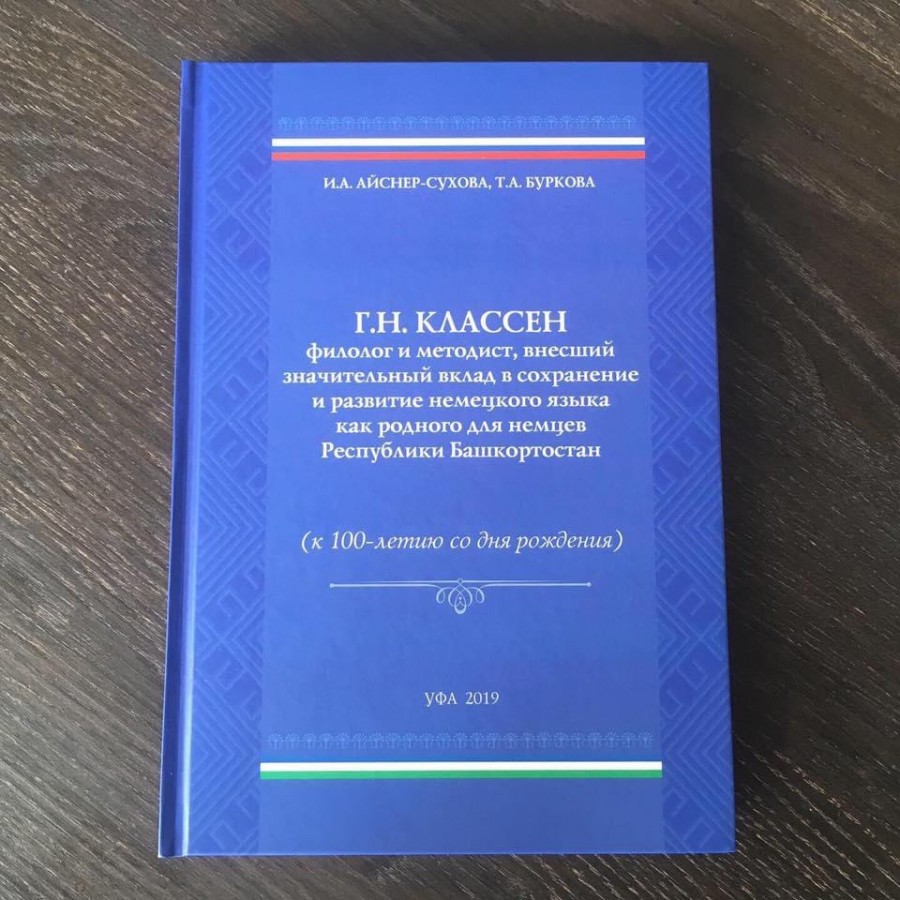 И.А. АЙСНЕР-СУХОВА, Т.А. БУРКОВА
Г.Н. КЛАССЕН
филолог и методист, внесший
значительный вклад в сохранение
и развитие немецкого языка
как родного для немцев
Республики Башкортостан
(к 100-летию со дня рождения)
УФА 2019